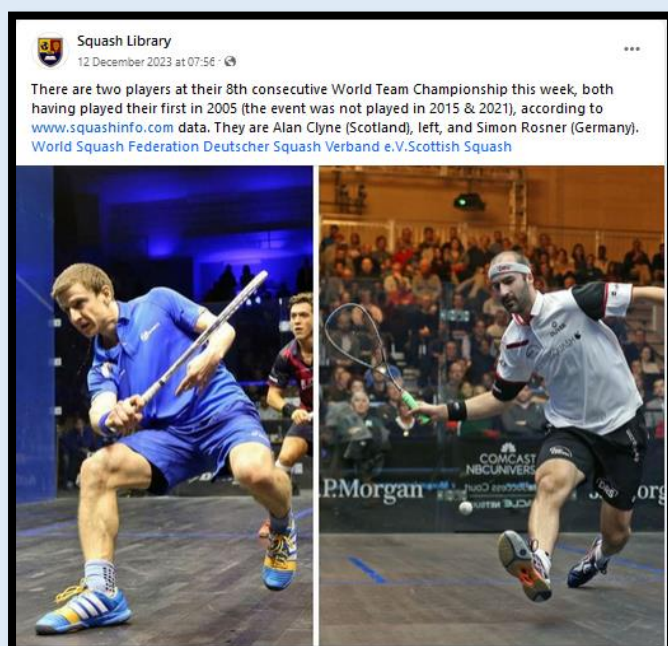 Squash Library
12 December 2023 at 07:56 ·
There are two players at their 8th consecutive World Team Championship this week, both
having played their first in 2005 (the event was not played in 2015 & 2021), according to
www.squashinfo.com data. They are Alan Clyne (Scotland), left, and Simon Rosner (Germany).
World Squash Federation Deutscher Squash Verband e.V.Scottish Squash
COMCAST
NBCUNIVERS
.P.Morgan